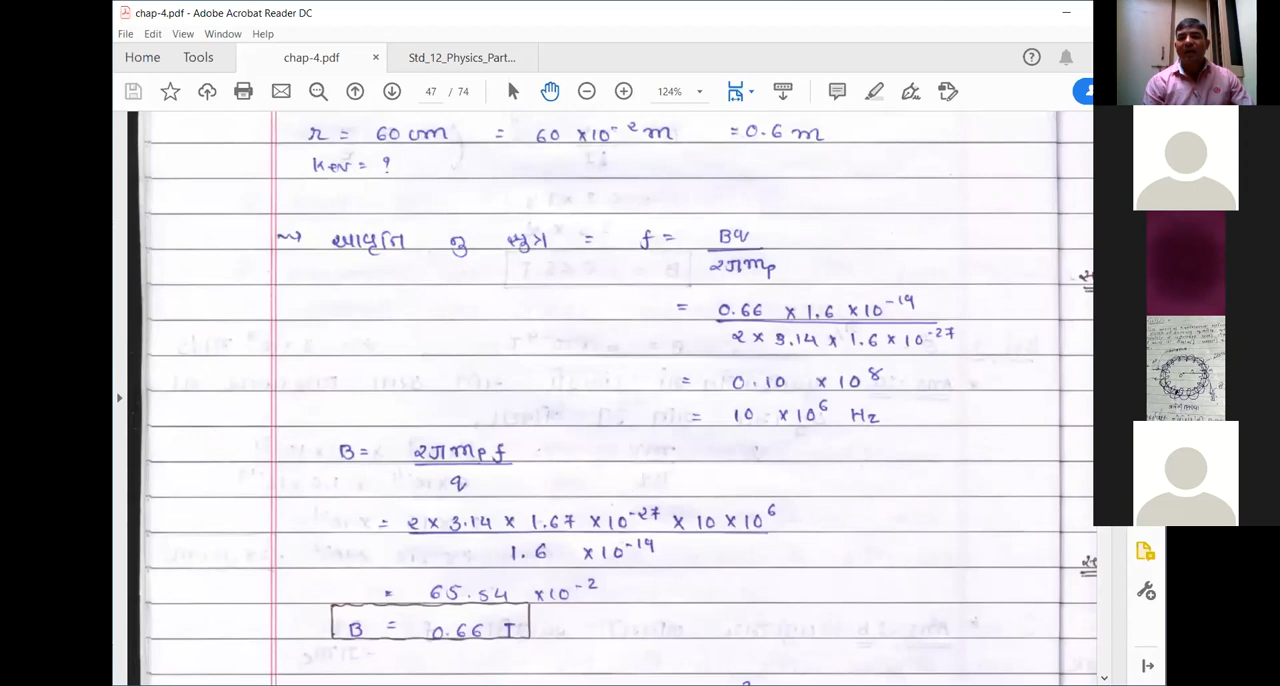 chap-4.pdf - Adobe Acrobat Reader DC
File Edit View Window Help
Home Tools chap-4.pdf × Std_12_Physics_Part...
47 / 74 124%
r = 60 cm = 60 × 10⁻² m = 0.6 m
Kev = ?
→ આવૃતિ નુ સુત્ર = f = Bq / 2πmp
= 0.66 × 1.6 × 10⁻¹⁹ / 2 × 3.14 × 1.6 × 10⁻²⁷
= 0.10 × 10⁸
= 10 × 10⁶ Hz
B = 2πmp f / q
= 2 × 3.14 × 1.67 × 10⁻²⁷ × 10 × 10⁶ / 1.6 × 10⁻¹⁹
= 65.54 × 10⁻²
B = 0.66 T